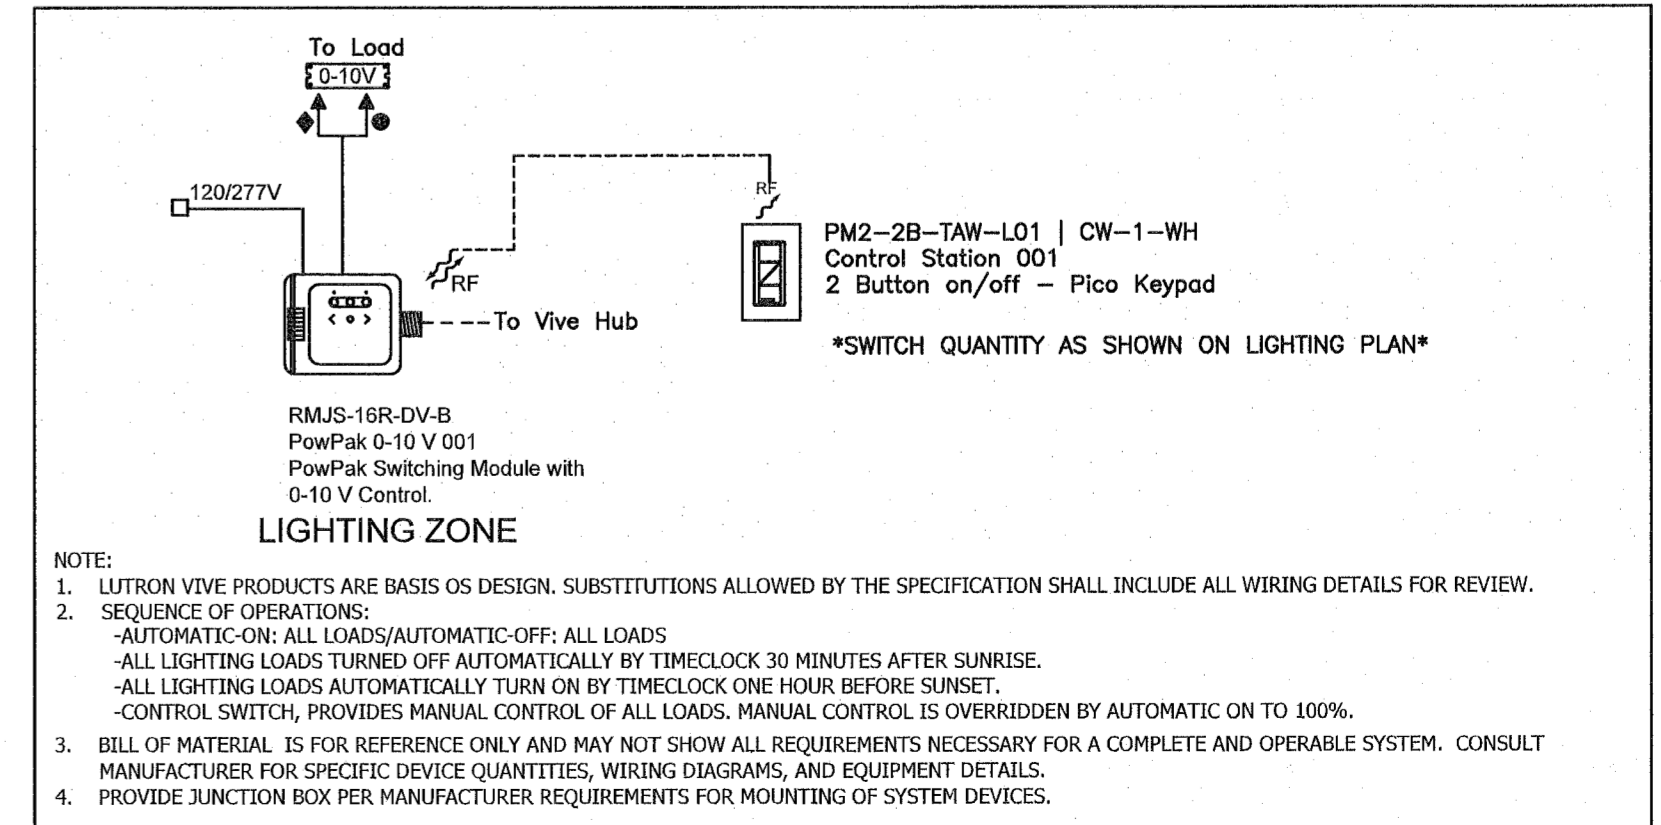 To Load
0-10V
120/277V
RF
RF
To Vive Hub
PM2-2B-TAW-L01 | CW-1-WH
Control Station 001
2 Button on/off - Pico Keypad
*SWITCH QUANTITY AS SHOWN ON LIGHTING PLAN*
RMJS-16R-DV-B
PowPak 0-10 V 001
PowPak Switching Module with
0-10 V Control.
LIGHTING ZONE
NOTE:
1. LUTRON VIVE PRODUCTS ARE BASIS OS DESIGN. SUBSTITUTIONS ALLOWED BY THE SPECIFICATION SHALL INCLUDE ALL WIRING DETAILS FOR REVIEW.
2. SEQUENCE OF OPERATIONS:
-AUTOMATIC-ON: ALL LOADS/AUTOMATIC-OFF: ALL LOADS
-ALL LIGHTING LOADS TURNED OFF AUTOMATICALLY BY TIMECLOCK 30 MINUTES AFTER SUNRISE.
-ALL LIGHTING LOADS AUTOMATICALLY TURN ON BY TIMECLOCK ONE HOUR BEFORE SUNSET.
-CONTROL SWITCH, PROVIDES MANUAL CONTROL OF ALL LOADS. MANUAL CONTROL IS OVERRIDDEN BY AUTOMATIC ON TO 100%.
3. BILL OF MATERIAL IS FOR REFERENCE ONLY AND MAY NOT SHOW ALL REQUIREMENTS NECESSARY FOR A COMPLETE AND OPERABLE SYSTEM. CONSULT
MANUFACTURER FOR SPECIFIC DEVICE QUANTITIES, WIRING DIAGRAMS, AND EQUIPMENT DETAILS.
4. PROVIDE JUNCTION BOX PER MANUFACTURER REQUIREMENTS FOR MOUNTING OF SYSTEM DEVICES.